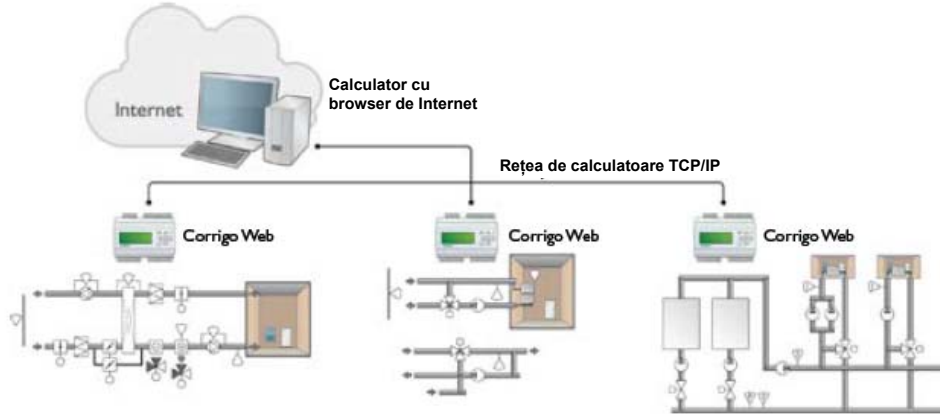 Internet
Calculator cu
browser de Internet
Rețea de calculatoare TCP/IP
Corrigo Web
Corrigo Web
Corrigo Web